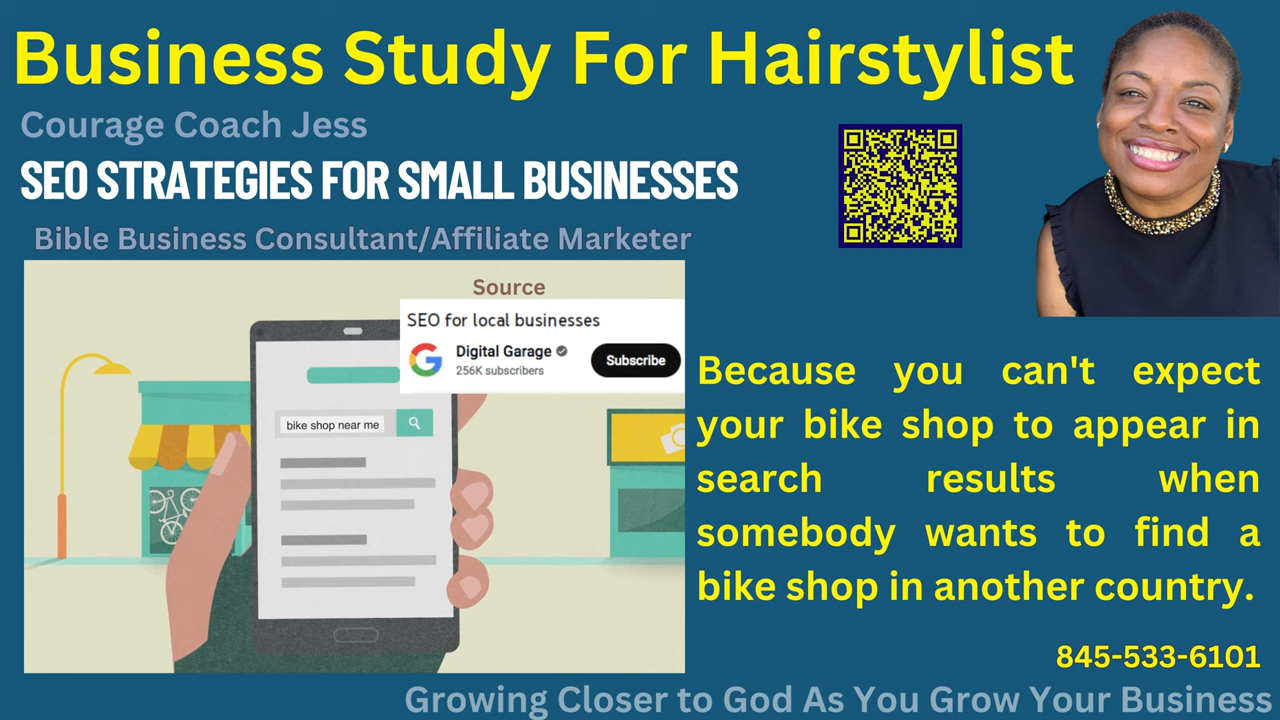 Business Study For Hairstylist
Courage Coach Jess
SEO STRATEGIES FOR SMALL BUSINESSES
Bible Business Consultant/Affiliate Marketer
Source
SEO for local businesses
Digital Garage
256K subscribers
Subscribe
bike shop near me
Because you can't expect
your bike shop to appear in
search results when
somebody wants to find a
bike shop in another country.
845-533-6101
Growing Closer to God As You Grow Your Business